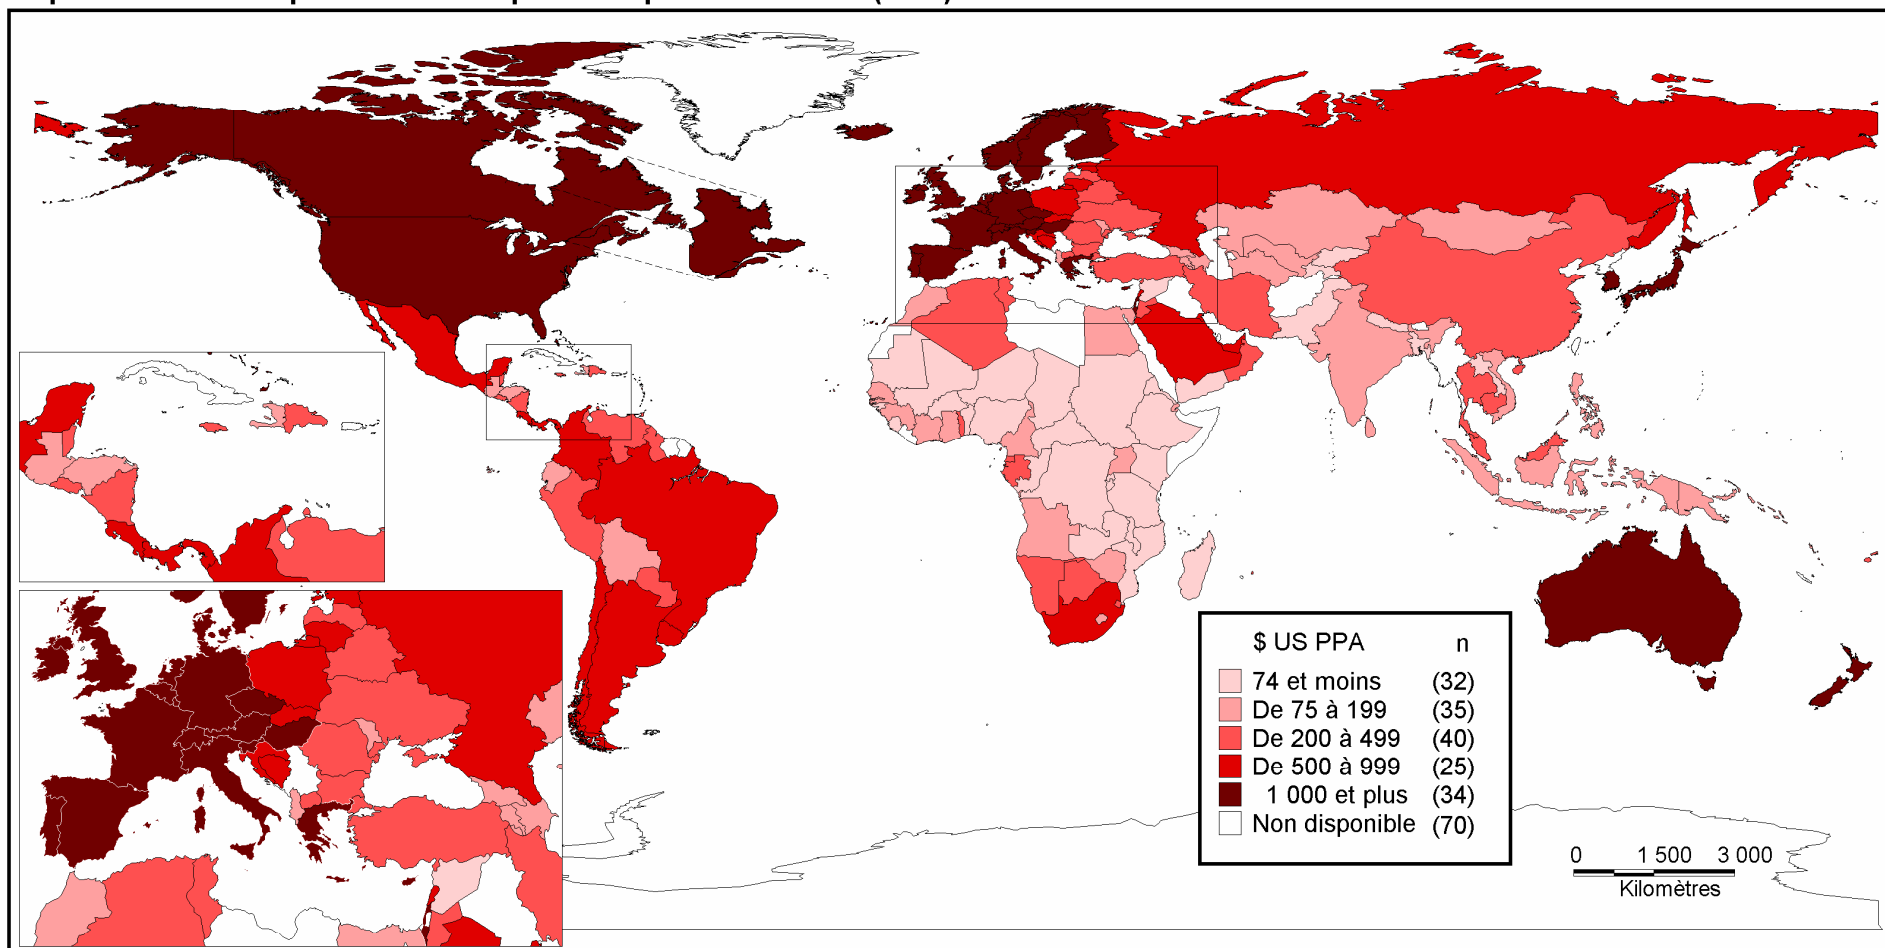 $ US PPA n
74 et moins (32)
De 75 à 199 (35)
De 200 à 499 (40)
De 500 à 999 (25)
1 000 et plus (34)
Non disponible (70)
0 1 500 3 000
Kilomètres